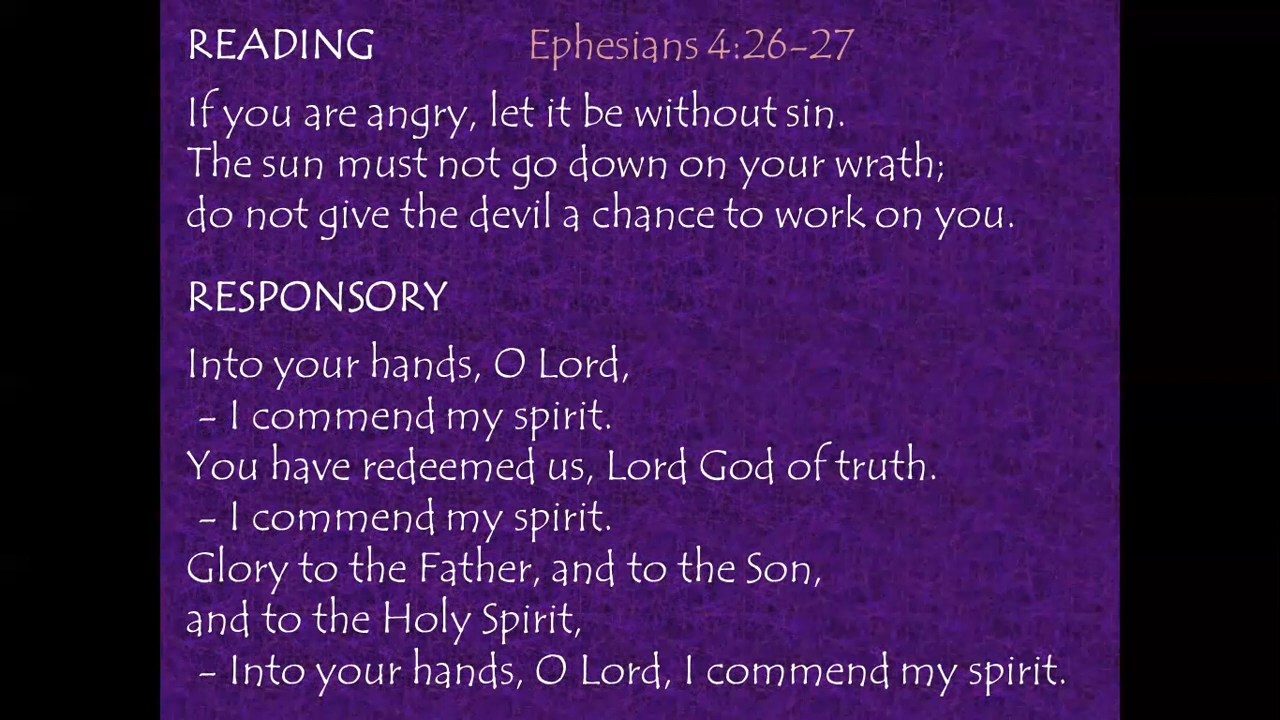 READING Ephesians 4:26-27
If you are angry, let it be without sin.
The sun must not go down on your wrath;
do not give the devil a chance to work on you.
RESPONSORY
Into your hands, O Lord,
- I commend my spirit.
You have redeemed us, Lord God of truth.
- I commend my spirit.
Glory to the Father, and to the Son,
and to the Holy Spirit,
- Into your hands, O Lord, I commend my spirit.